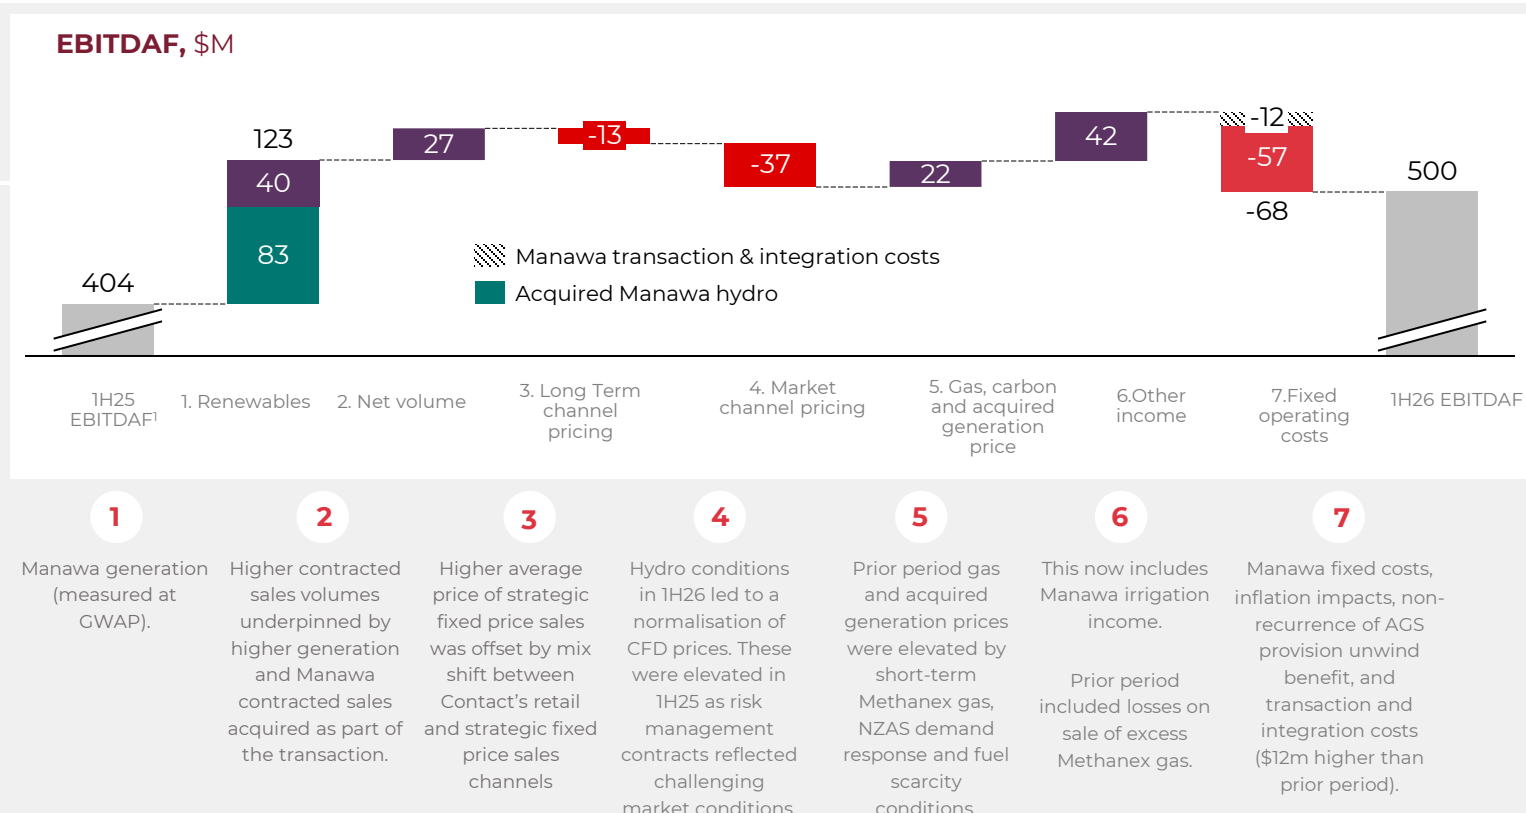 EBITDAF, $M
404
123
40
83
27
-13
-37
22
42
-12
-57
-68
500
Manawa transaction & integration costs
Acquired Manawa hydro
1H25
EBITDAF¹
1. Renewables
2. Net volume
3. Long Term
channel
pricing
4. Market
channel pricing
5. Gas, carbon
and acquired
generation
price
6.Other
income
7.Fixed
operating
costs
1H26 EBITDAF
1
Manawa generation
(measured at
GWAP).
2
Higher contracted
sales volumes
underpinned by
higher generation
and Manawa
contracted sales
acquired as part of
the transaction.
3
Higher average
price of strategic
fixed price sales
was offset by mix
shift between
Contact's retail
and strategic fixed
price sales
channels
4
Hydro conditions
in 1H26 led to a
normalisation of
CFD prices. These
were elevated in
1H25 as risk
management
contracts reflected
challenging
market conditions.
5
Prior period gas
and acquired
generation prices
were elevated by
short-term
Methanex gas,
NZAS demand
response and fuel
scarcity
conditions.
6
This now includes
Manawa irrigation
income.
Prior period
included losses on
sale of excess
Methanex gas.
7
Manawa fixed costs,
inflation impacts, non-
recurrence of AGS
provision unwind
benefit, and
transaction and
integration costs
($12m higher than
prior period).